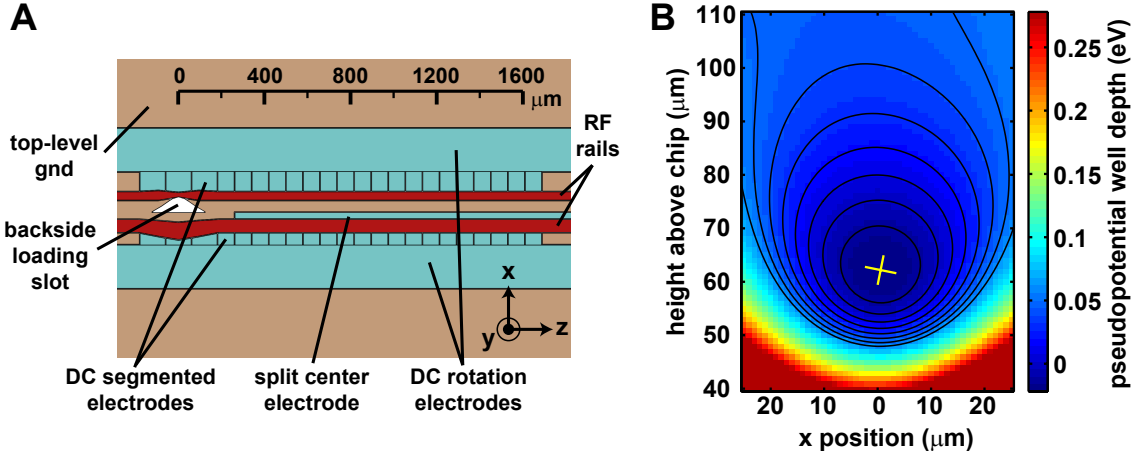 A
0 400 800 1200 1600
μm
top-level
gnd
RF
rails
backside
loading
slot
x
y z
DC segmented
electrodes
split center
electrode
DC rotation
electrodes
B
height above chip (μm)
110
100
90
80
70
60
50
40
20 10 0 10 20
x position (μm)
0.25
0.2
0.15
0.1
0.05
0
pseudopotential well depth (eV)